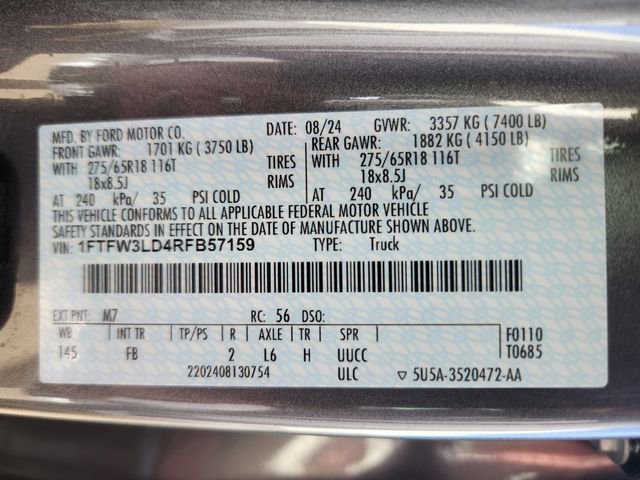 MFD. BY FORD MOTOR CO. DATE: 08/24 GVWR: 3357 KG ( 7400 LB)
FRONT GAWR: 1701 KG ( 3750 LB) REAR GAWR: 1882 KG ( 4150 LB)
WITH 275/65R18 116T TIRES WITH 275/65R18 116T TIRES
18x8.5J RIMS 18x8.5J RIMS
AT 240 kPa/ 35 PSI COLD AT 240 kPa/ 35 PSI COLD
THIS VEHICLE CONFORMS TO ALL APPLICABLE FEDERAL MOTOR VEHICLE
SAFETY STANDARDS IN EFFECT ON THE DATE OF MANUFACTURE SHOWN ABOVE.
VIN: 1FTFW3LD4RFB57159 TYPE: Truck
EXT PNT: M7 RC: 56 DSO:
WB INT TR TP/PS R AXLE TR SPR F0110
145 FB 2 L6 H UUCC T0685
2202408130754 ULC ▽ 5U5A-3520472-AA